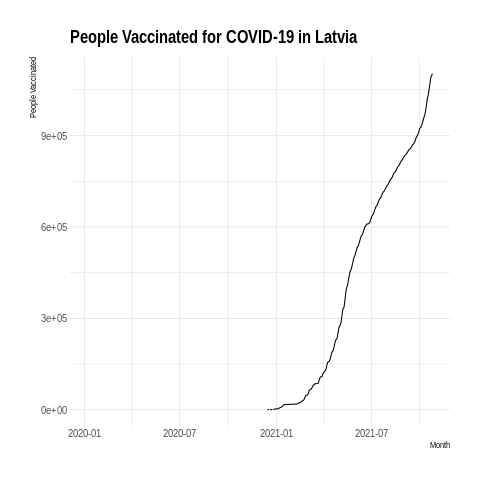 People Vaccinated for COVID-19 in Latvia
People Vaccinated
9e+05
6e+05
3e+05
0e+00
2020-01 2020-07 2021-01 2021-07
Month